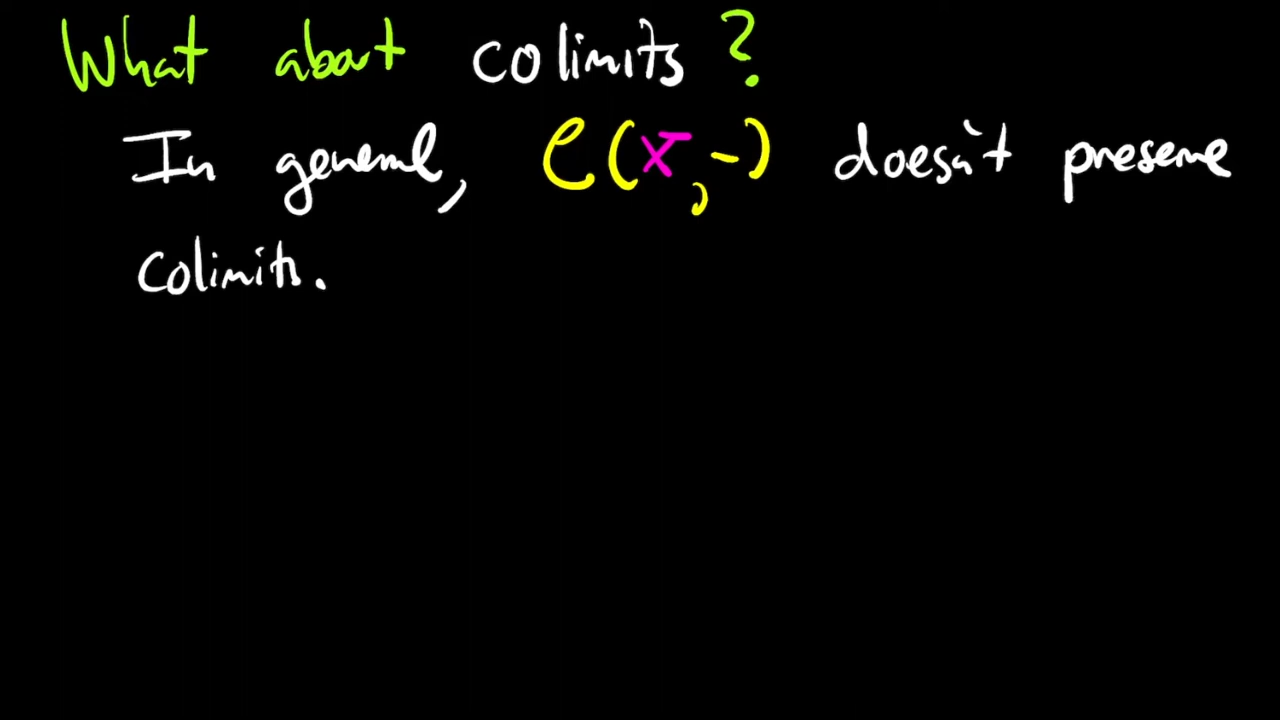 What about colimits?
In general, C(X,-) doesn't preserve
colimits.